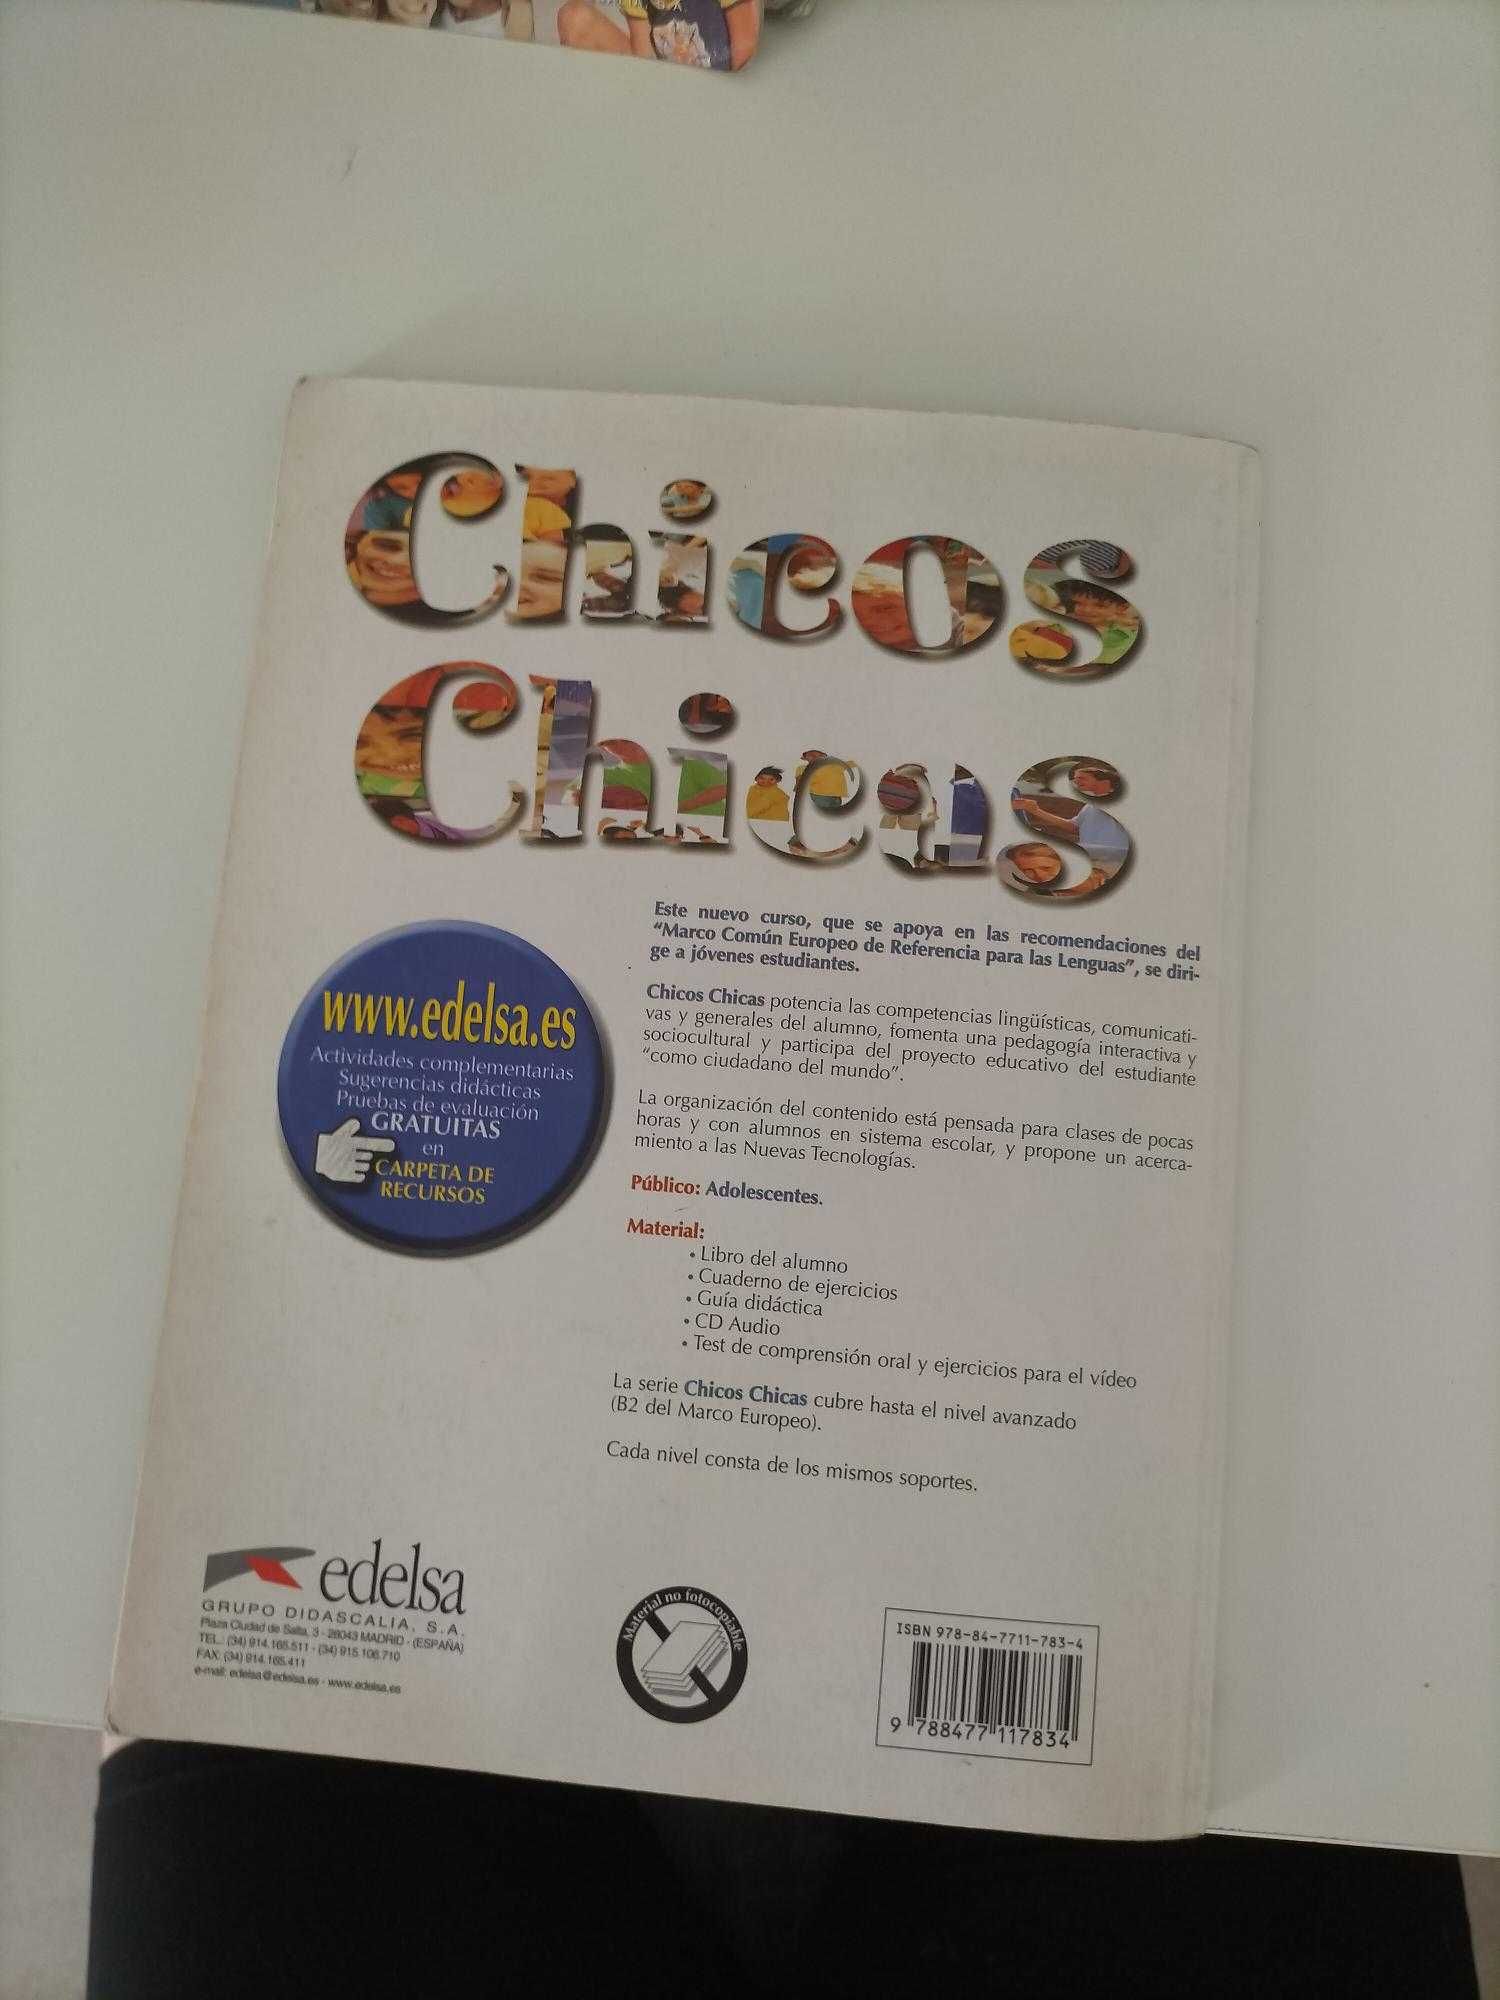 Chicos
Chicas
Este nuevo curso, que se apoya en las recomendaciones del
“Marco Común Europeo de Referencia para las Lenguas”, se diri-
ge a jóvenes estudiantes.
Chicos Chicas potencia las competencias lingüísticas, comunicati-
vas y generales del alumno, fomenta una pedagogía interactiva y
sociocultural y participa del proyecto educativo del estudiante
“como ciudadano del mundo”.
La organización del contenido está pensada para clases de pocas
horas y con alumnos en sistema escolar, y propone un acerca-
miento a las Nuevas Tecnologías.
Público: Adolescentes.
Material:
• Libro del alumno
• Cuaderno de ejercicios
• Guía didáctica
• CD Audio
• Test de comprensión oral y ejercicios para el vídeo
La serie Chicos Chicas cubre hasta el nivel avanzado
(B2 del Marco Europeo).
Cada nivel consta de los mismos soportes.
www.edelsa.es
Actividades complementarias
Sugerencias didácticas
Pruebas de evaluación
GRATUITAS
en
CARPETA DE
RECURSOS
edelsa
GRUPO DIDASCALIA, S.A.
Plaza Ciudad de Salta, 3 - 28043 MADRID - (ESPAÑA)
TEL.: (34) 914.165.511 - (34) 915.106.710
FAX: (34) 914.165.411
e-mail: edelsa@edelsa.es - www.edelsa.es
Material no fotocopiable
ISBN 978-84-7711-783-4
9 788477 117834